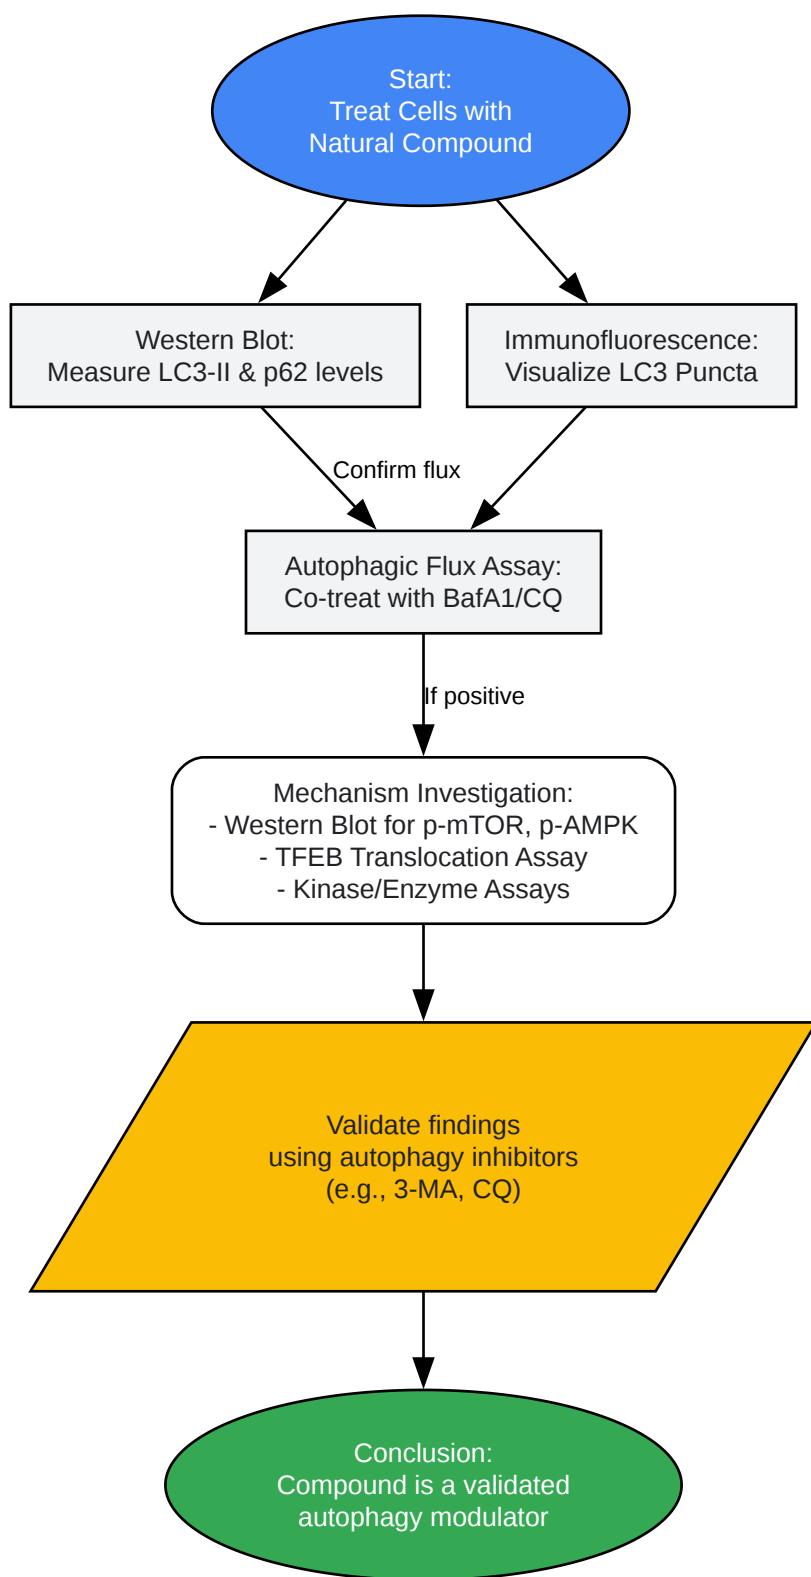 Start:
Treat Cells with
Natural Compound
Western Blot:
Measure LC3-II & p62 levels
Immunofluorescence:
Visualize LC3 Puncta
Confirm flux
Autophagic Flux Assay:
Co-treat with BafA1/CQ
If positive
Mechanism Investigation:
- Western Blot for p-mTOR, p-AMPK
- TFEB Translocation Assay
- Kinase/Enzyme Assays
Validate findings
using autophagy inhibitors
(e.g., 3-MA, CQ)
Conclusion:
Compound is a validated
autophagy modulator